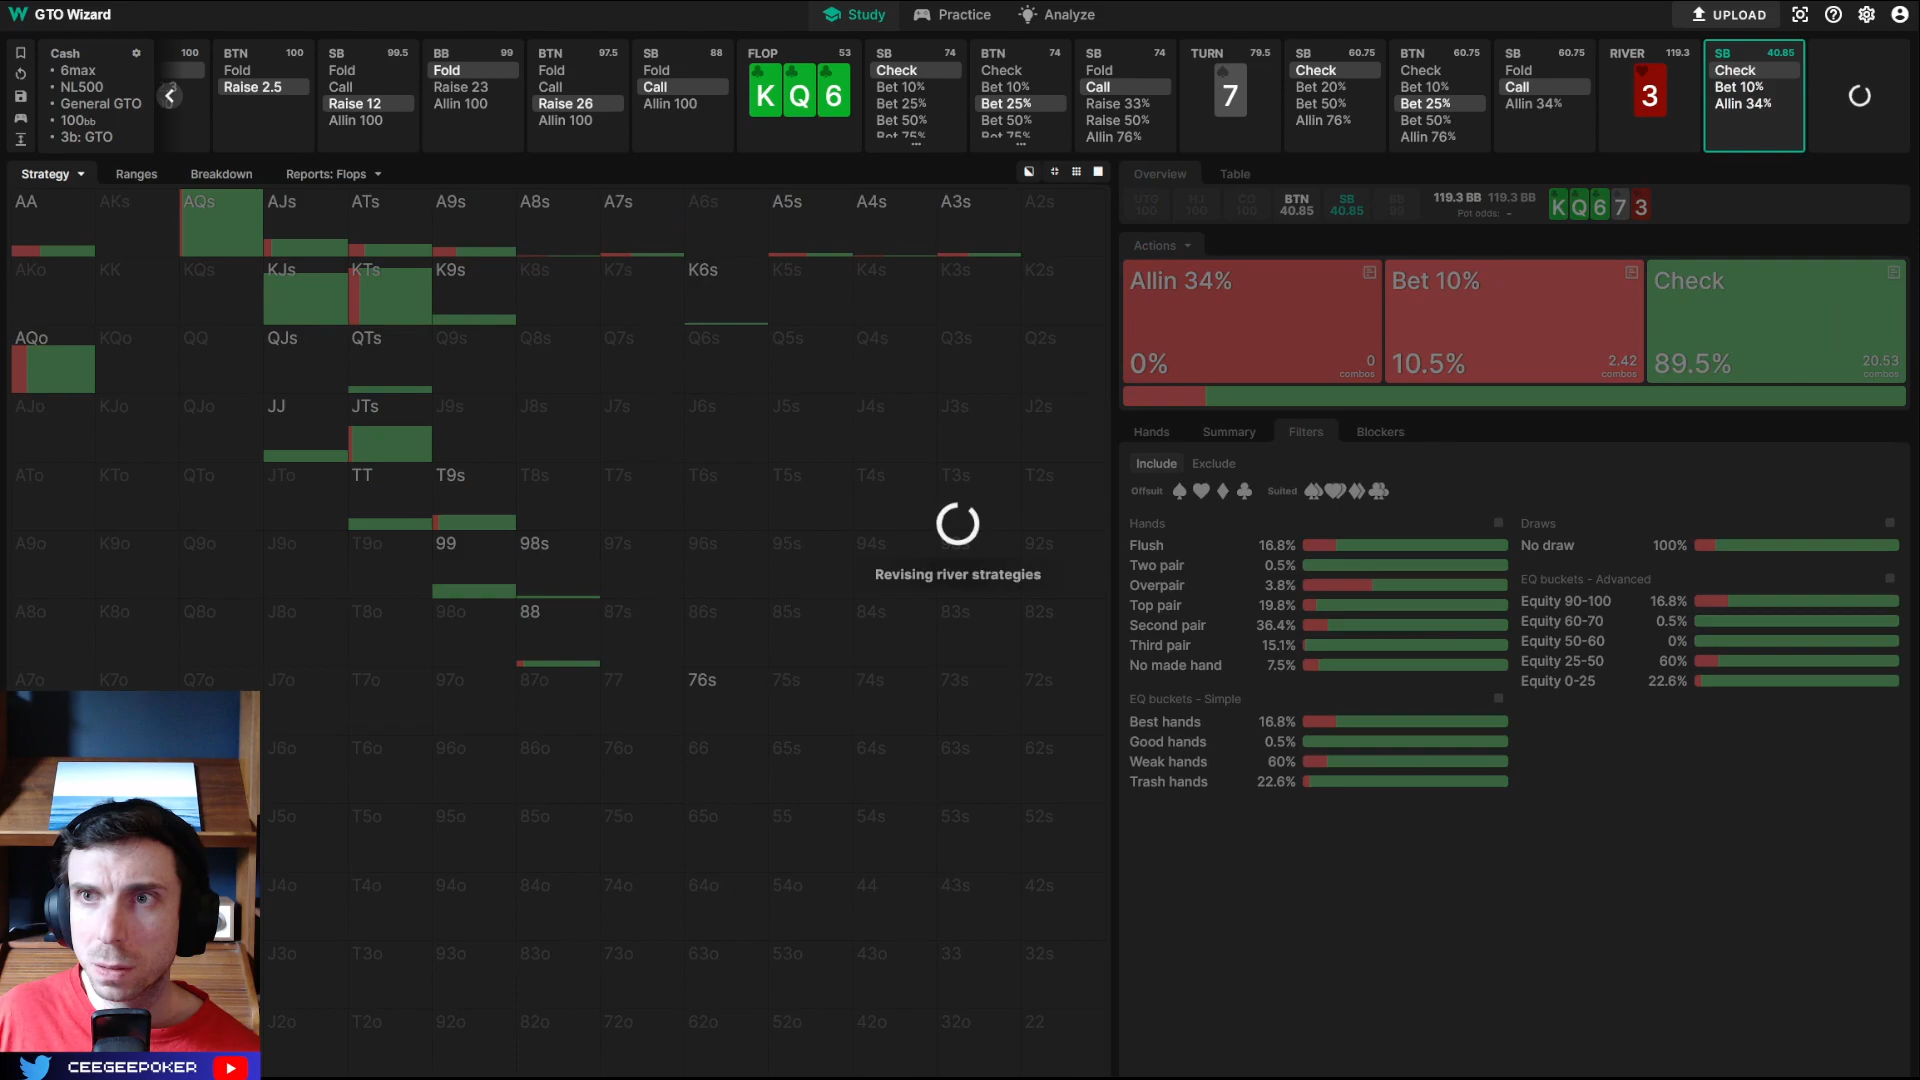 GTO Wizard
Study
Practice
Analyze
UPLOAD
Cash
• 6max
• NL500
• General GTO
• 100bb
• 3b: GTO
100
BTN 100
Fold
Raise 2.5
SB 99.5
Fold
Call
Raise 12
Allin 100
BB 99
Fold
Raise 23
Allin 100
BTN 97.5
Fold
Call
Raise 26
Allin 100
SB 88
Fold
Call
Allin 100
FLOP 53
K Q 6
SB 74
Check
Bet 10%
Bet 25%
Bet 50%
Bet 75%
BTN 74
Check
Bet 10%
Bet 25%
Bet 50%
Bet 75%
SB 74
Fold
Call
Raise 33%
Raise 50%
Allin 76%
TURN 79.5
7
SB 60.75
Check
Bet 20%
Bet 50%
Allin 76%
BTN 60.75
Check
Bet 10%
Bet 25%
Bet 50%
Allin 76%
SB 60.75
Fold
Call
Allin 34%
RIVER 119.3
3
SB 40.85
Check
Bet 10%
Allin 34%
Strategy
Ranges
Breakdown
Reports: Flops
AA AKs AQs AJs ATs A9s A8s A7s A6s A5s A4s A3s A2s
AKo KK KQs KJs KTs K9s K8s K7s K6s K5s K4s K3s K2s
AQo KQo QQ QJs QTs Q9s Q8s Q7s Q6s Q5s Q4s Q3s Q2s
AJo KJo QJo JJ JTs J9s J8s J7s J6s J5s J4s J3s J2s
ATo KTo QTo JTo TT T9s T8s T7s T6s T5s T4s T3s T2s
A9o K9o Q9o J9o T9o 99 98s 97s 96s 95s 94s 93s 92s
A8o K8o Q8o J8o T8o 98o 88 87s 86s 85s 84s 83s 82s
A7o K7o Q7o J7o T7o 97o 87o 77 76s 75s 74s 73s 72s
J6o T6o 96o 86o 76o 66 65s 64s 63s 62s
J5o T5o 95o 85o 75o 65o 55 54s 53s 52s
J4o T4o 94o 84o 74o 64o 54o 44 43s 42s
J3o T3o 93o 83o 73o 63o 53o 43o 33 32s
J2o T2o 92o 82o 72o 62o 52o 42o 32o 22
Revising river strategies
Overview
Table
UTG 100
HJ 100
CO 100
BTN 40.85
SB 40.85
BB 99
119.3 BB 119.3 BB
Pot odds: –
K Q 6 7 3
Actions
Allin 34%
0%
0 combos
Bet 10%
10.5%
2.42 combos
Check
89.5%
20.53 combos
Hands
Summary
Filters
Blockers
Include
Exclude
Offsuit
Suited
Hands
Flush 16.8%
Two pair 0.5%
Overpair 3.8%
Top pair 19.8%
Second pair 36.4%
Third pair 15.1%
No made hand 7.5%
EQ buckets - Simple
Best hands 16.8%
Good hands 0.5%
Weak hands 60%
Trash hands 22.6%
Draws
No draw 100%
EQ buckets - Advanced
Equity 90-100 16.8%
Equity 60-70 0.5%
Equity 50-60 0%
Equity 25-50 60%
Equity 0-25 22.6%
CEEGEEPOKER